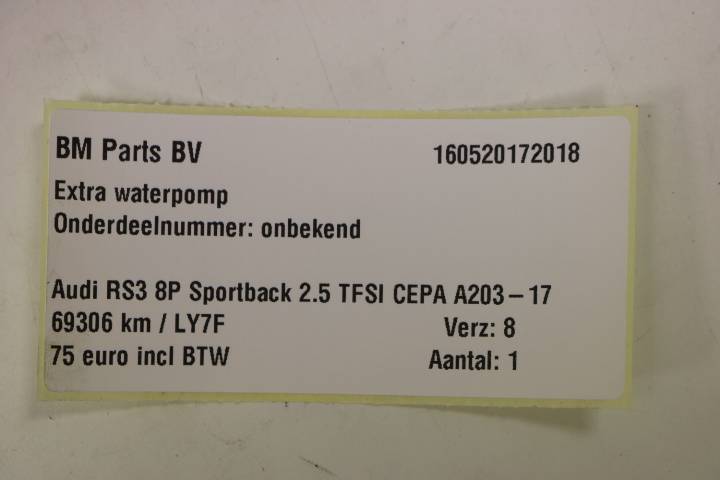 BM Parts BV 160520172018
Extra waterpomp
Onderdeelnummer: onbekend
Audi RS3 8P Sportback 2.5 TFSI CEPA A203-17
69306 km / LY7F Verz: 8
75 euro incl BTW Aantal: 1